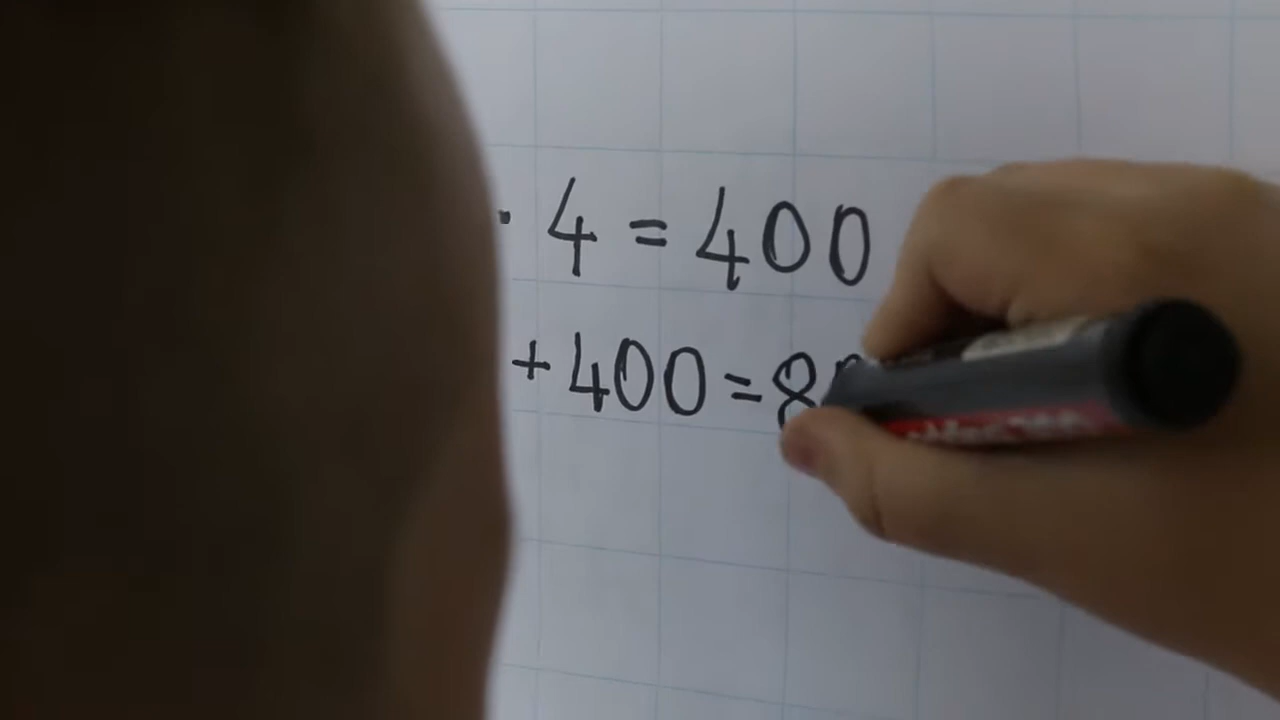 · 4 = 400
+ 400 = 8